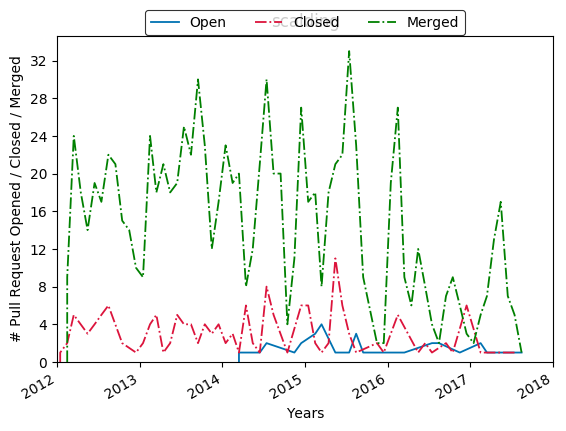 scalding
Open Closed Merged
# Pull Request Opened / Closed / Merged
32
28
24
20
16
12
8
4
0
2012 2013 2014 2015 2016 2017 2018
Years